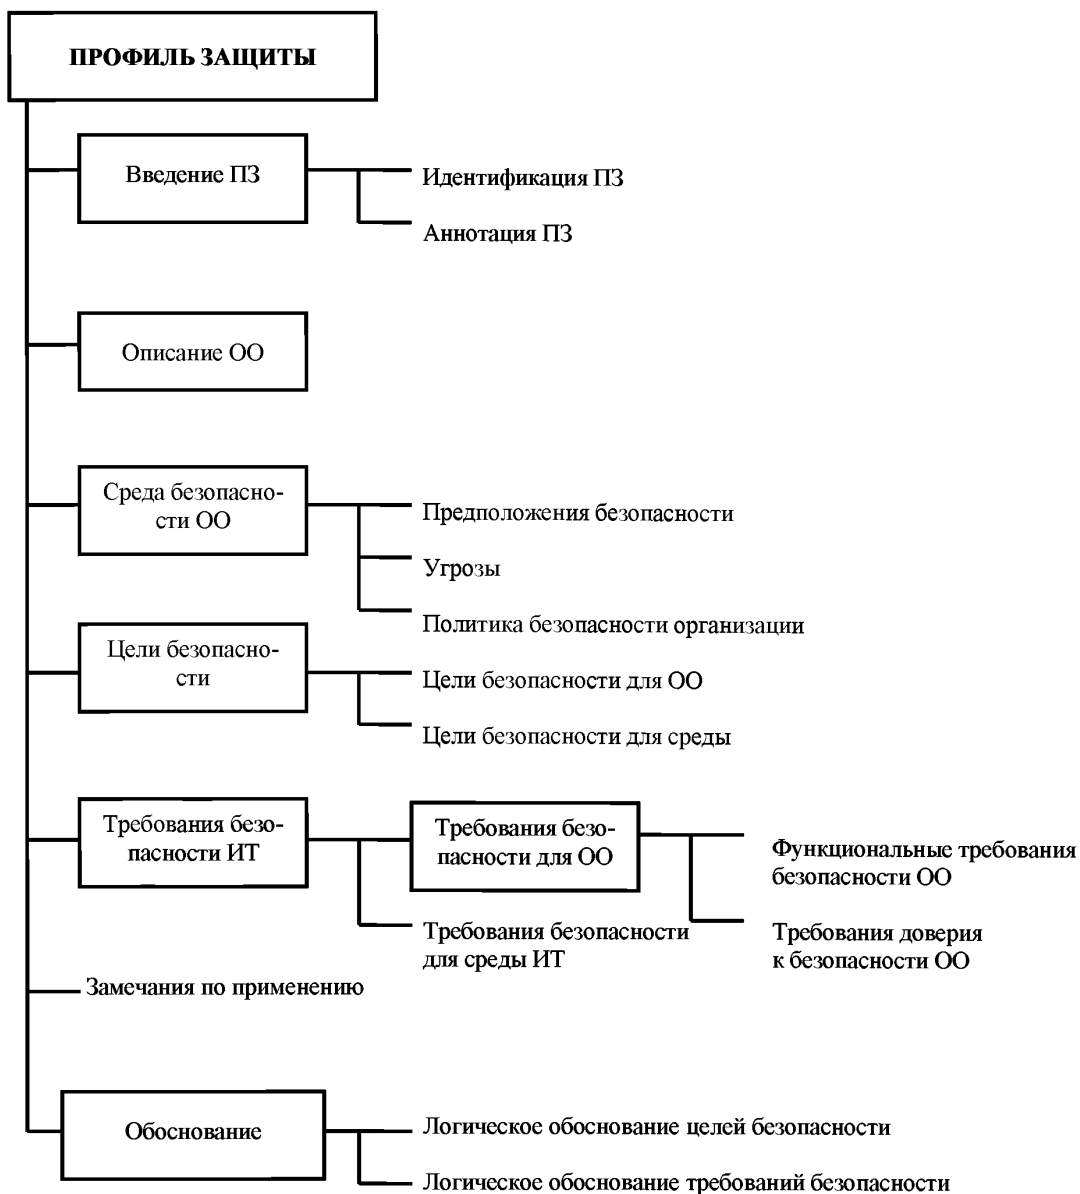 ПРОФИЛЬ ЗАЩИТЫ
Введение ПЗ
Идентификация ПЗ
Аннотация ПЗ
Описание ОО
Среда безопасно-
сти ОО
Предположения безопасности
Угрозы
Политика безопасности организации
Цели безопасно-
сти
Цели безопасности для ОО
Цели безопасности для среды
Требования безо-
пасности ИТ
Требования безо-
пасности для ОО
Функциональные требования
безопасности ОО
Требования безопасности
для среды ИТ
Требования доверия
к безопасности ОО
Замечания по применению
Обоснование
Логическое обоснование целей безопасности
Логическое обоснование требований безопасности